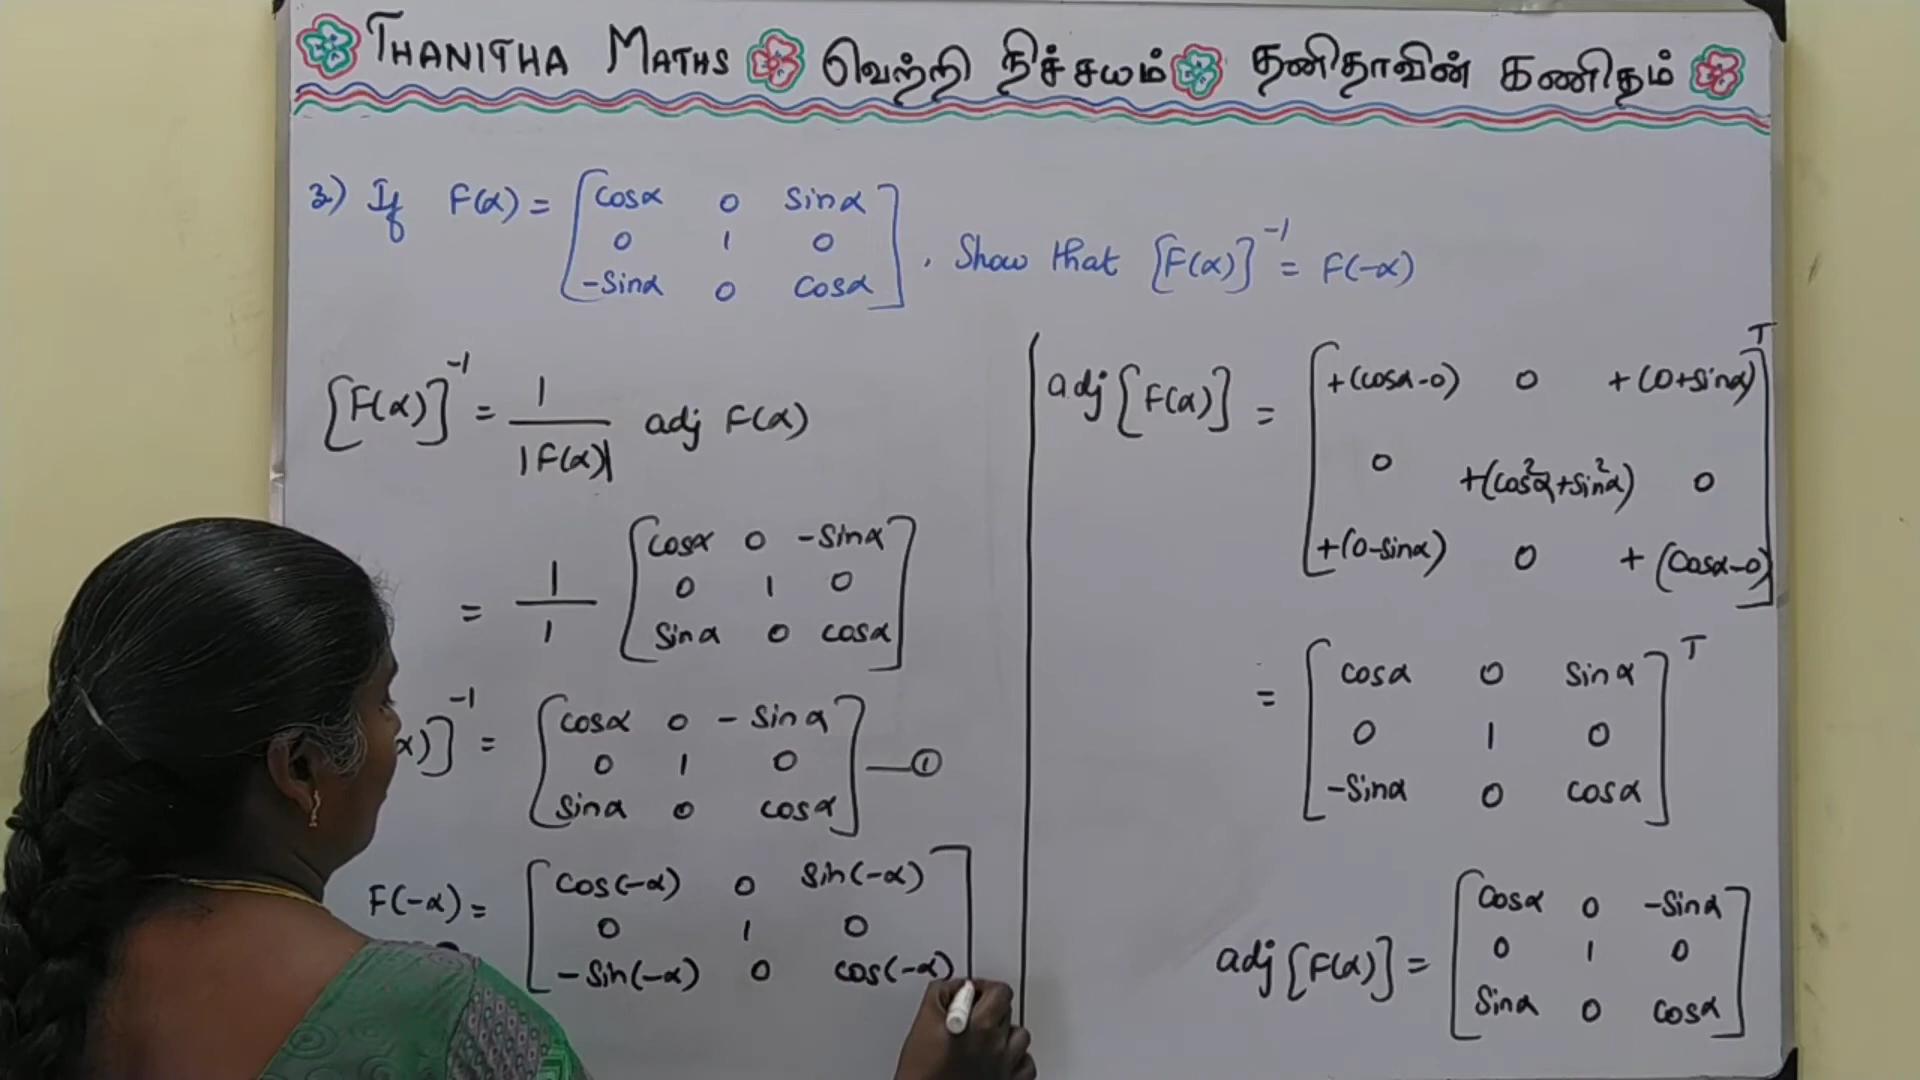 THANITHA MATHS வெற்றி நிச்சயம் தனிதாவின் கணிதம்
3) If F(α) = [cosα 0 sinα
0 1 0
-sinα 0 cosα] . Show that [F(α)]⁻¹ = F(-α)
[F(α)]⁻¹ = 1/|F(α)| adj F(α)
= 1/1 [cosα 0 -sinα
0 1 0
sinα 0 cosα]
α)]⁻¹ = [cosα 0 - sinα
0 1 0
sinα 0 cosα] —①
F(-α) = [cos(-α) 0 sin(-α)
0 1 0
-sin(-α) 0 cos(-α)]
adj [F(α)] = [+(cosα-0) 0 +(0+sinα)
0 +(cos²α+sin²α) 0
+(0-sinα) 0 +(cosα-0)]ᵀ
= [cosα 0 sinα
0 1 0
-sinα 0 cosα]ᵀ
adj [F(α)] = [cosα 0 -sinα
0 1 0
sinα 0 cosα]